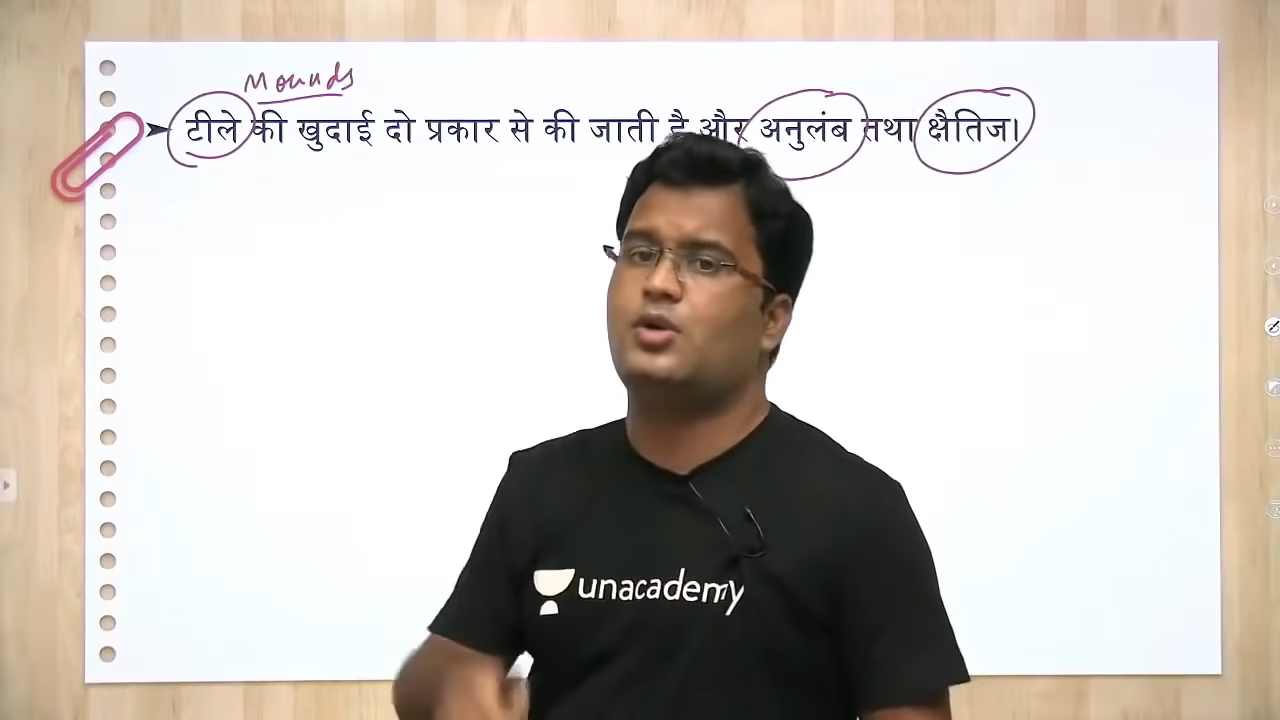 Mounds
टीले की खुदाई दो प्रकार से की जाती है और अनुलंब तथा क्षैतिज।
unacademy